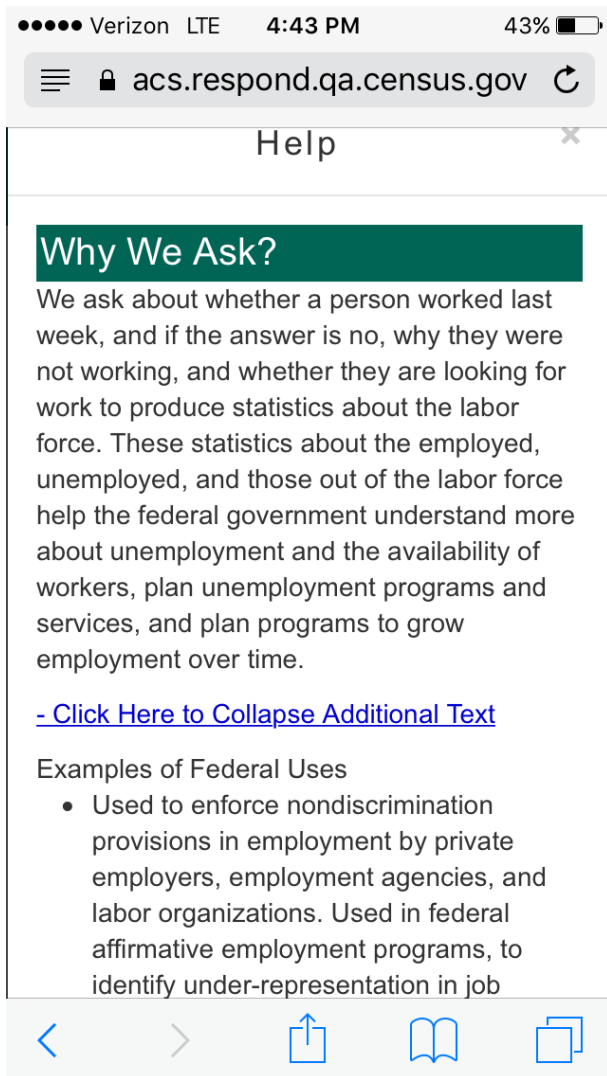 Verizon LTE 4:43 PM 43%
acs.respond.qa.census.gov
Help
Why We Ask?
We ask about whether a person worked last
week, and if the answer is no, why they were
not working, and whether they are looking for
work to produce statistics about the labor
force. These statistics about the employed,
unemployed, and those out of the labor force
help the federal government understand more
about unemployment and the availability of
workers, plan unemployment programs and
services, and plan programs to grow
employment over time.
- Click Here to Collapse Additional Text
Examples of Federal Uses
• Used to enforce nondiscrimination
provisions in employment by private
employers, employment agencies, and
labor organizations. Used in federal
affirmative employment programs, to
identify under-representation in job